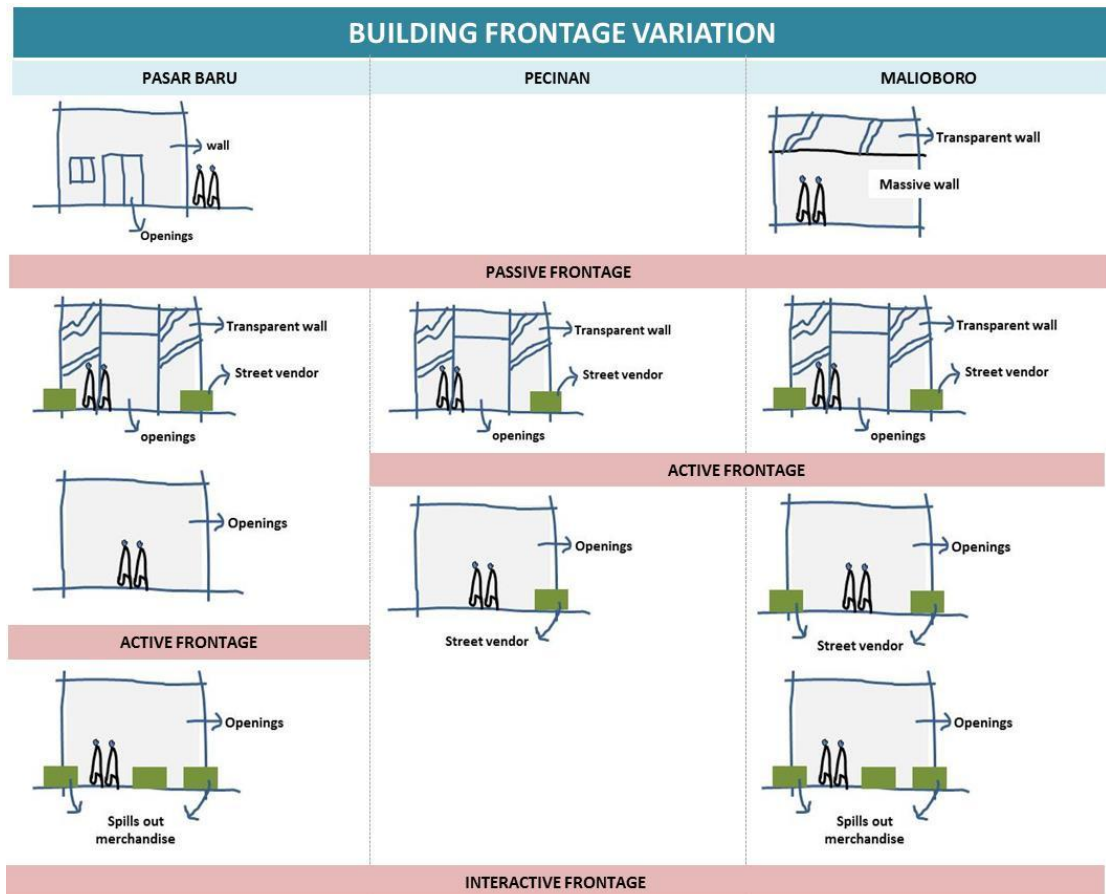 BUILDING FRONTAGE VARIATION
PASAR BARU
PECINAN
MALIOBORO
wall
Openings
Transparent wall
Massive wall
PASSIVE FRONTAGE
Transparent wall
Street vendor
openings
Transparent wall
Street vendor
openings
Transparent wall
Street vendor
openings
ACTIVE FRONTAGE
Openings
Openings
Street vendor
Openings
Street vendor
ACTIVE FRONTAGE
Openings
Spills out
merchandise
Openings
Spills out
merchandise
INTERACTIVE FRONTAGE